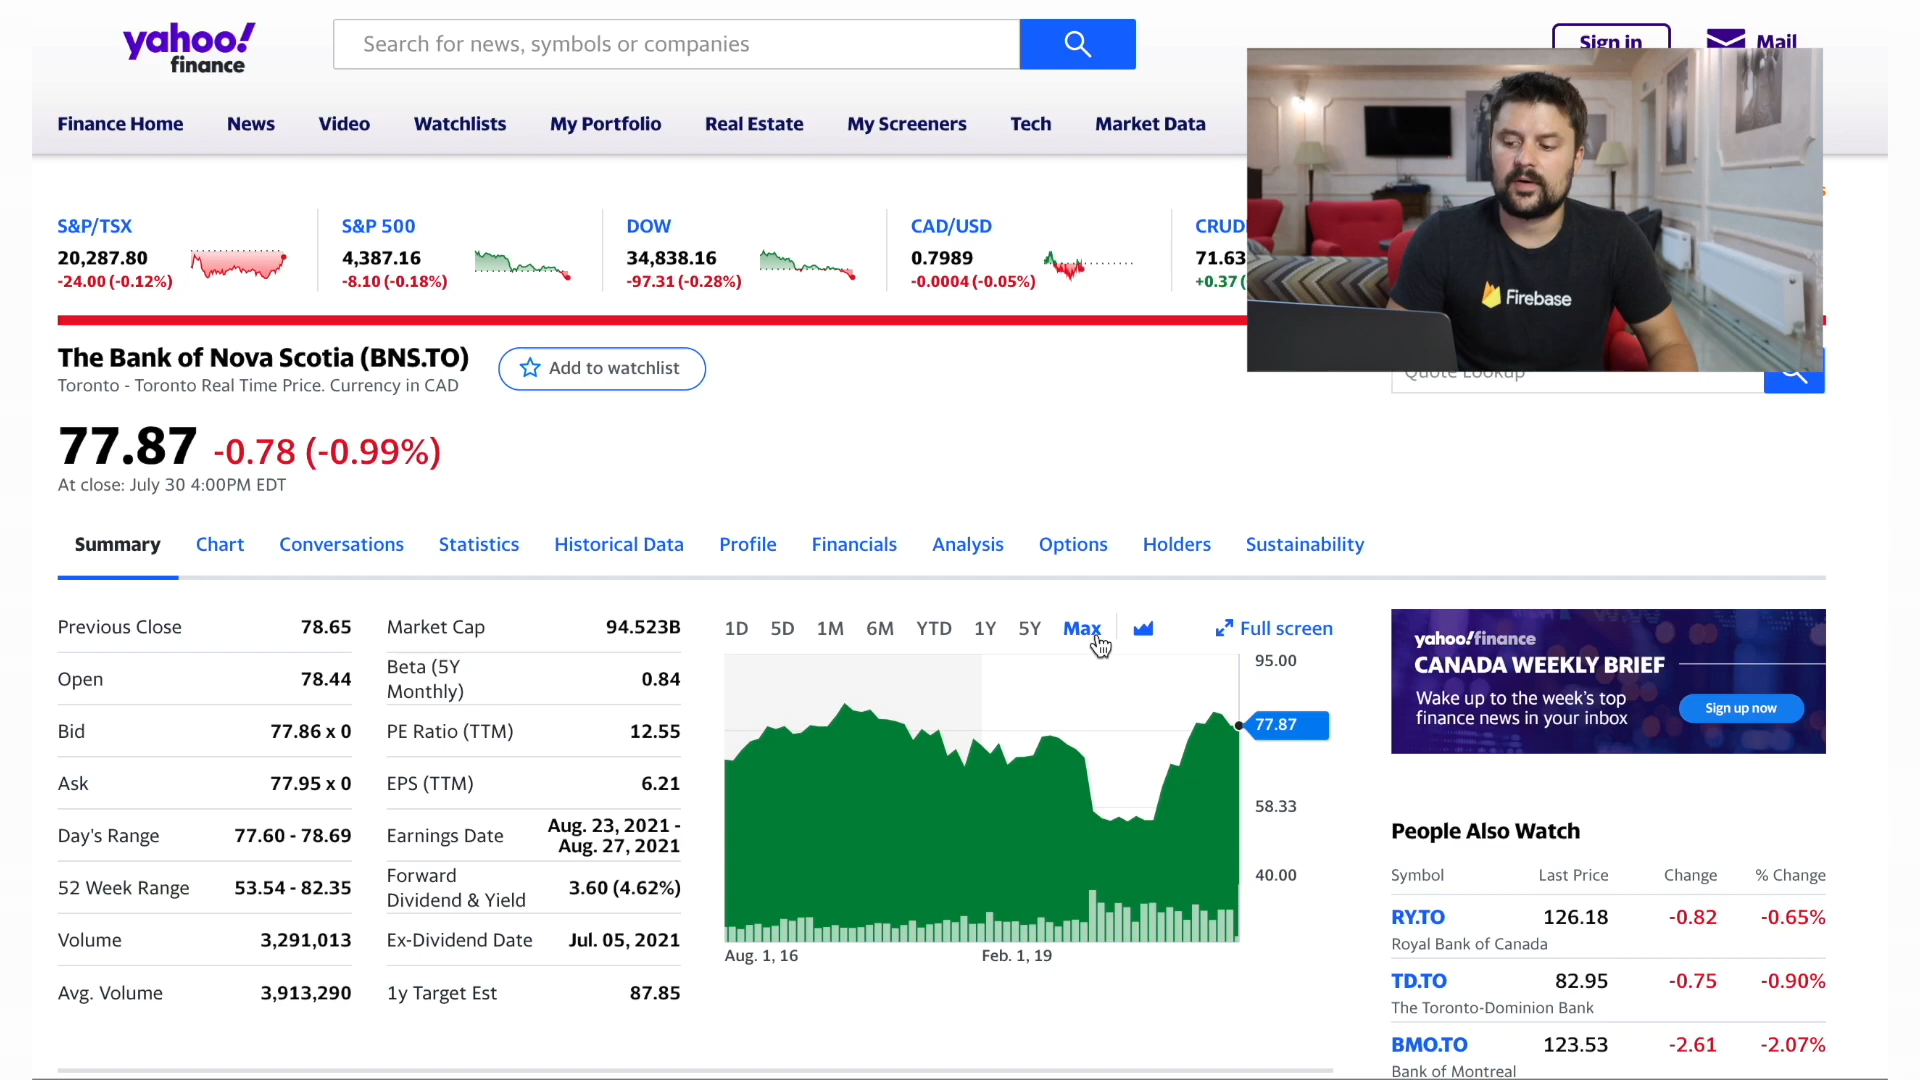 yahoo!
finance
Search for news, symbols or companies
Sign in
Mail
Finance Home
News
Video
Watchlists
My Portfolio
Real Estate
My Screeners
Tech
Market Data
S&P/TSX
20,287.80
-24.00 (-0.12%)
S&P 500
4,387.16
-8.10 (-0.18%)
DOW
34,838.16
-97.31 (-0.28%)
CAD/USD
0.7989
-0.0004 (-0.05%)
CRUD
71.63
+0.37 (
Firebase
The Bank of Nova Scotia (BNS.TO)
Add to watchlist
Toronto - Toronto Real Time Price. Currency in CAD
Quote Lookup
77.87 -0.78 (-0.99%)
At close: July 30 4:00PM EDT
Summary
Chart
Conversations
Statistics
Historical Data
Profile
Financials
Analysis
Options
Holders
Sustainability
Previous Close 78.65
Open 78.44
Bid 77.86 x 0
Ask 77.95 x 0
Day's Range 77.60 - 78.69
52 Week Range 53.54 - 82.35
Volume 3,291,013
Avg. Volume 3,913,290
Market Cap 94.523B
Beta (5Y
Monthly) 0.84
PE Ratio (TTM) 12.55
EPS (TTM) 6.21
Earnings Date Aug. 23, 2021 -
Aug. 27, 2021
Forward
Dividend & Yield 3.60 (4.62%)
Ex-Dividend Date Jul. 05, 2021
1y Target Est 87.85
1D 5D 1M 6M YTD 1Y 5Y Max
Full screen
95.00
77.87
58.33
40.00
Aug. 1, 16
Feb. 1, 19
yahoo!finance
CANADA WEEKLY BRIEF
Wake up to the week's top
finance news in your inbox
Sign up now
People Also Watch
Symbol Last Price Change % Change
RY.TO 126.18 -0.82 -0.65%
Royal Bank of Canada
TD.TO 82.95 -0.75 -0.90%
The Toronto-Dominion Bank
BMO.TO 123.53 -2.61 -2.07%
Bank of Montreal